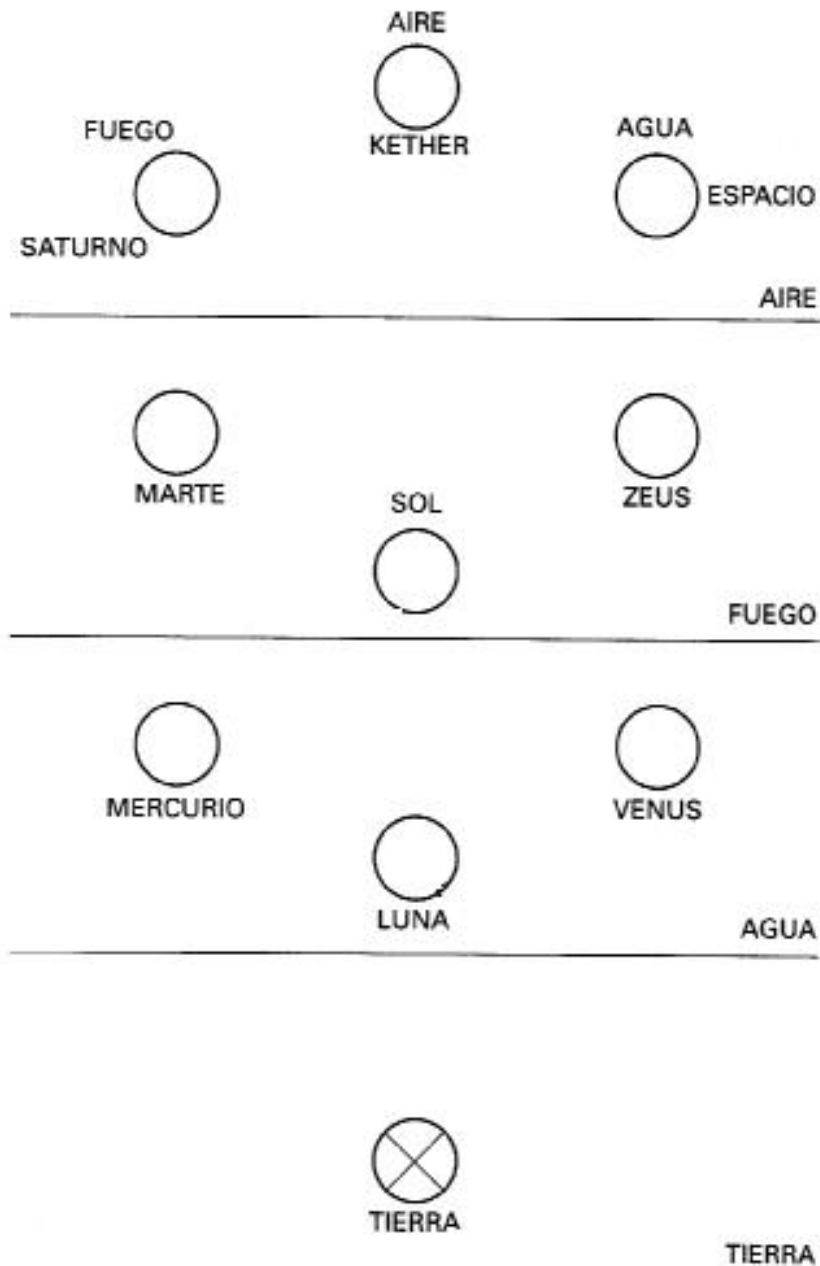 AIRE
KETHER
FUEGO
SATURNO
AGUA
ESPACIO
AIRE
MARTE
SOL
ZEUS
FUEGO
MERCURIO
LUNA
VENUS
AGUA
TIERRA
TIERRA